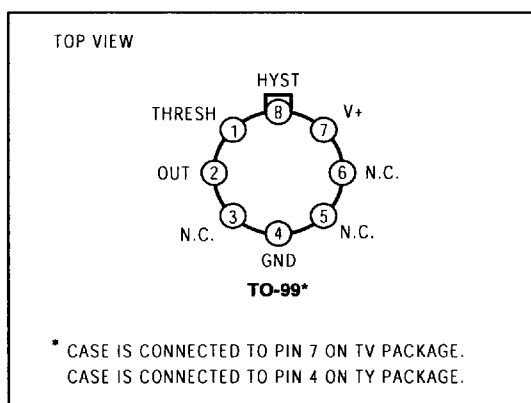 TOP VIEW
HYST
8
THRESH 1 7 V+
OUT 2 6 N.C.
N.C. 3 5 N.C.
4
GND
TO-99*
* CASE IS CONNECTED TO PIN 7 ON TV PACKAGE.
CASE IS CONNECTED TO PIN 4 ON TY PACKAGE.